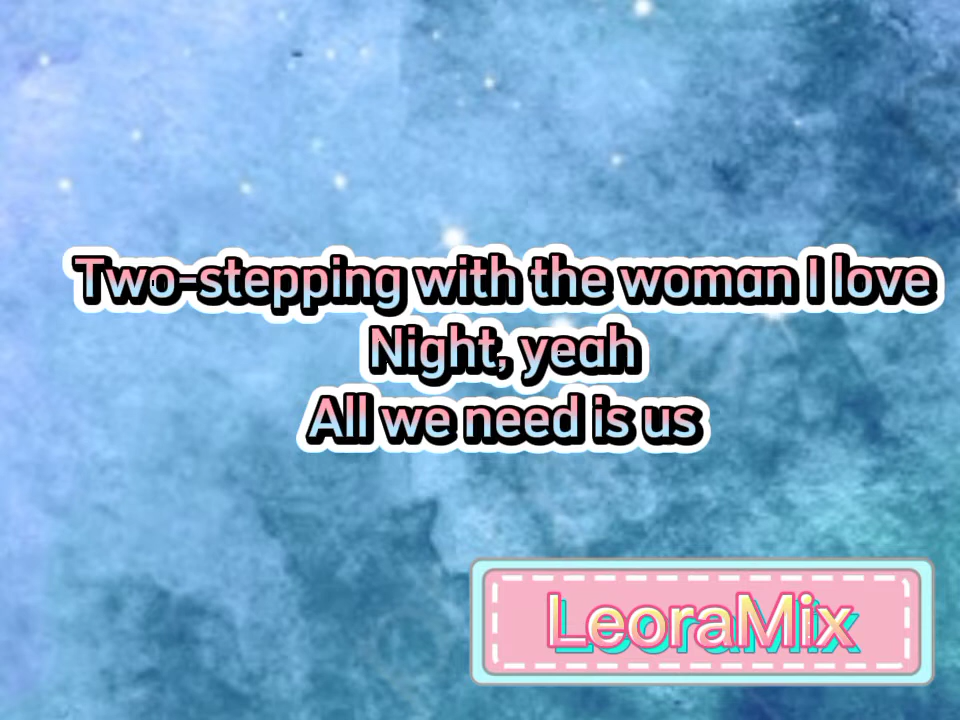 Two-stepping with the woman I love
Night, yeah
All we need is us
LeoraMix